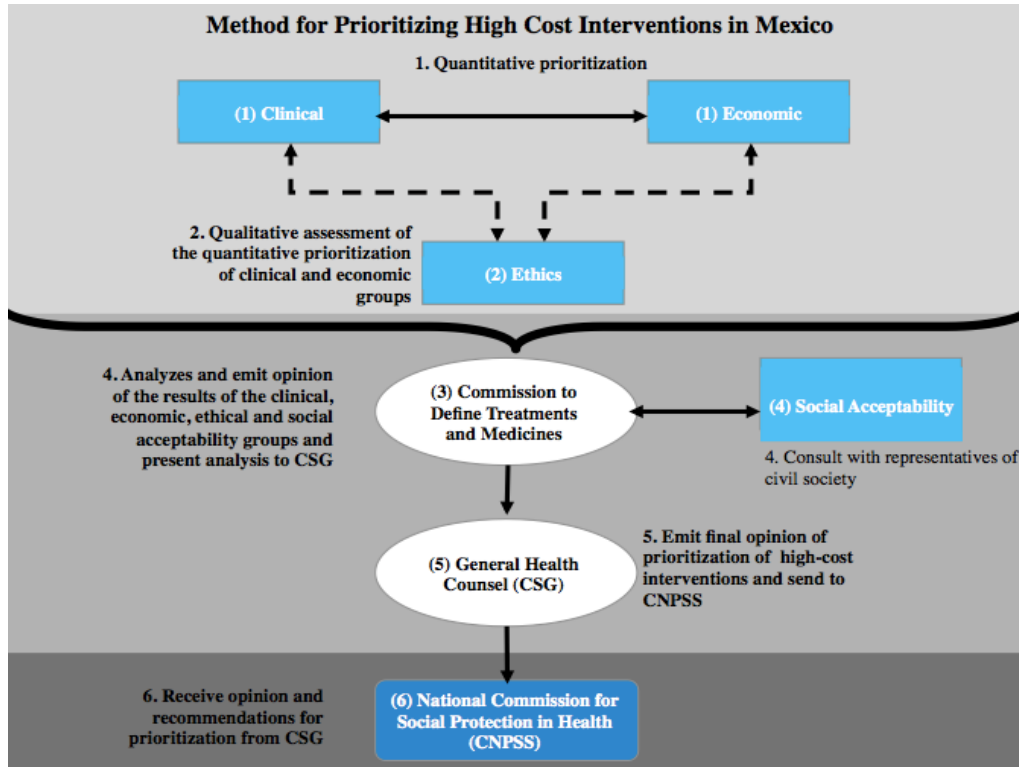 Method for Prioritizing High Cost Interventions in Mexico
1. Quantitative prioritization
(1) Clinical
(1) Economic
2. Qualitative assessment of
the quantitative prioritization
of clinical and economic
groups
(2) Ethics
4. Analyzes and emit opinion
of the results of the clinical,
economic, ethical and social
acceptability groups and
present analysis to CSG
(3) Commission to
Define Treatments
and Medicines
(4) Social Acceptability
4. Consult with representatives of
civil society
(5) General Health
Counsel (CSG)
5. Emit final opinion of
prioritization of high-cost
interventions and send to
CNPSS
6. Receive opinion and
recommendations for
prioritization from CSG
(6) National Commission for
Social Protection in Health
(CNPSS)